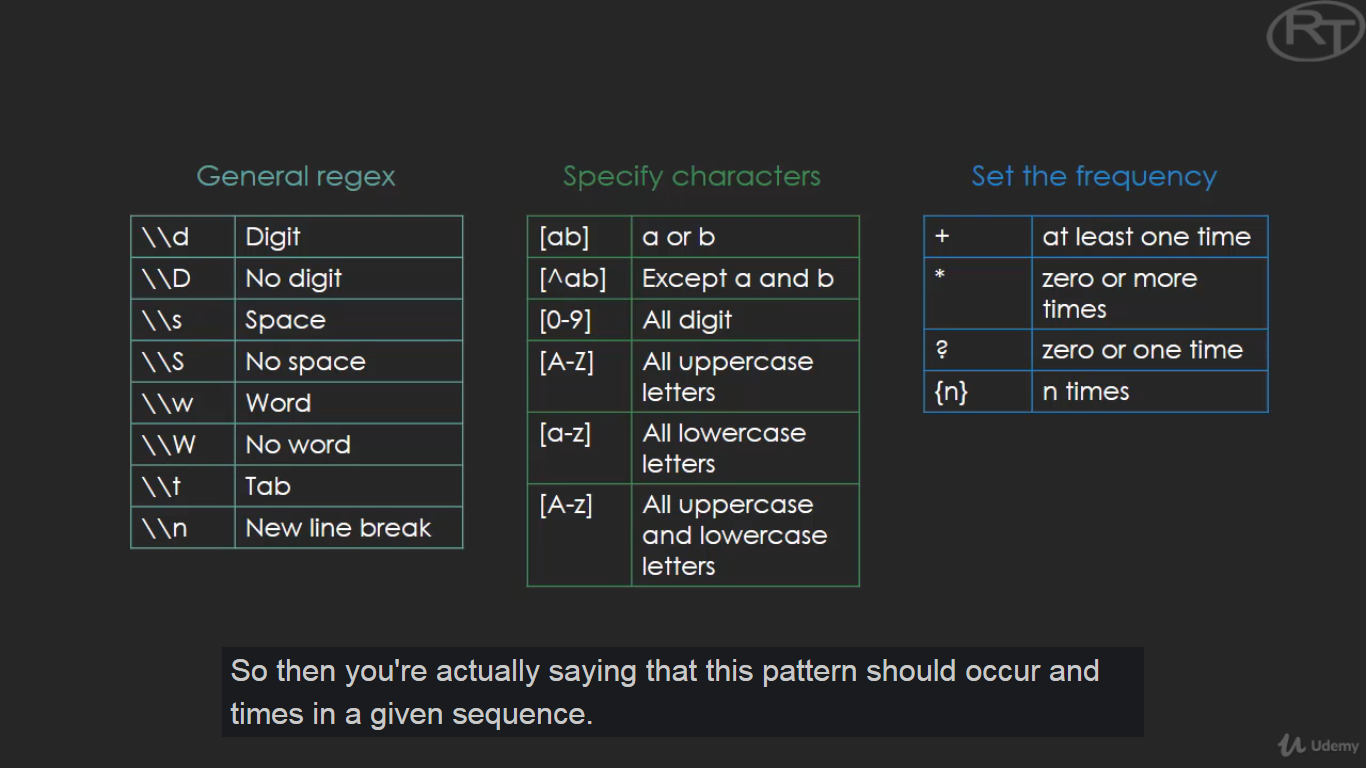 RT
General regex
\\d Digit
\\D No digit
\\s Space
\\S No space
\\w Word
\\W No word
\\t Tab
\\n New line break
Specify characters
[ab] a or b
[^ab] Except a and b
[0-9] All digit
[A-Z] All uppercase
letters
[a-z] All lowercase
letters
[A-z] All uppercase
and lowercase
letters
Set the frequency
+ at least one time
* zero or more
times
? zero or one time
{n} n times
So then you're actually saying that this pattern should occur and
times in a given sequence.
Udemy